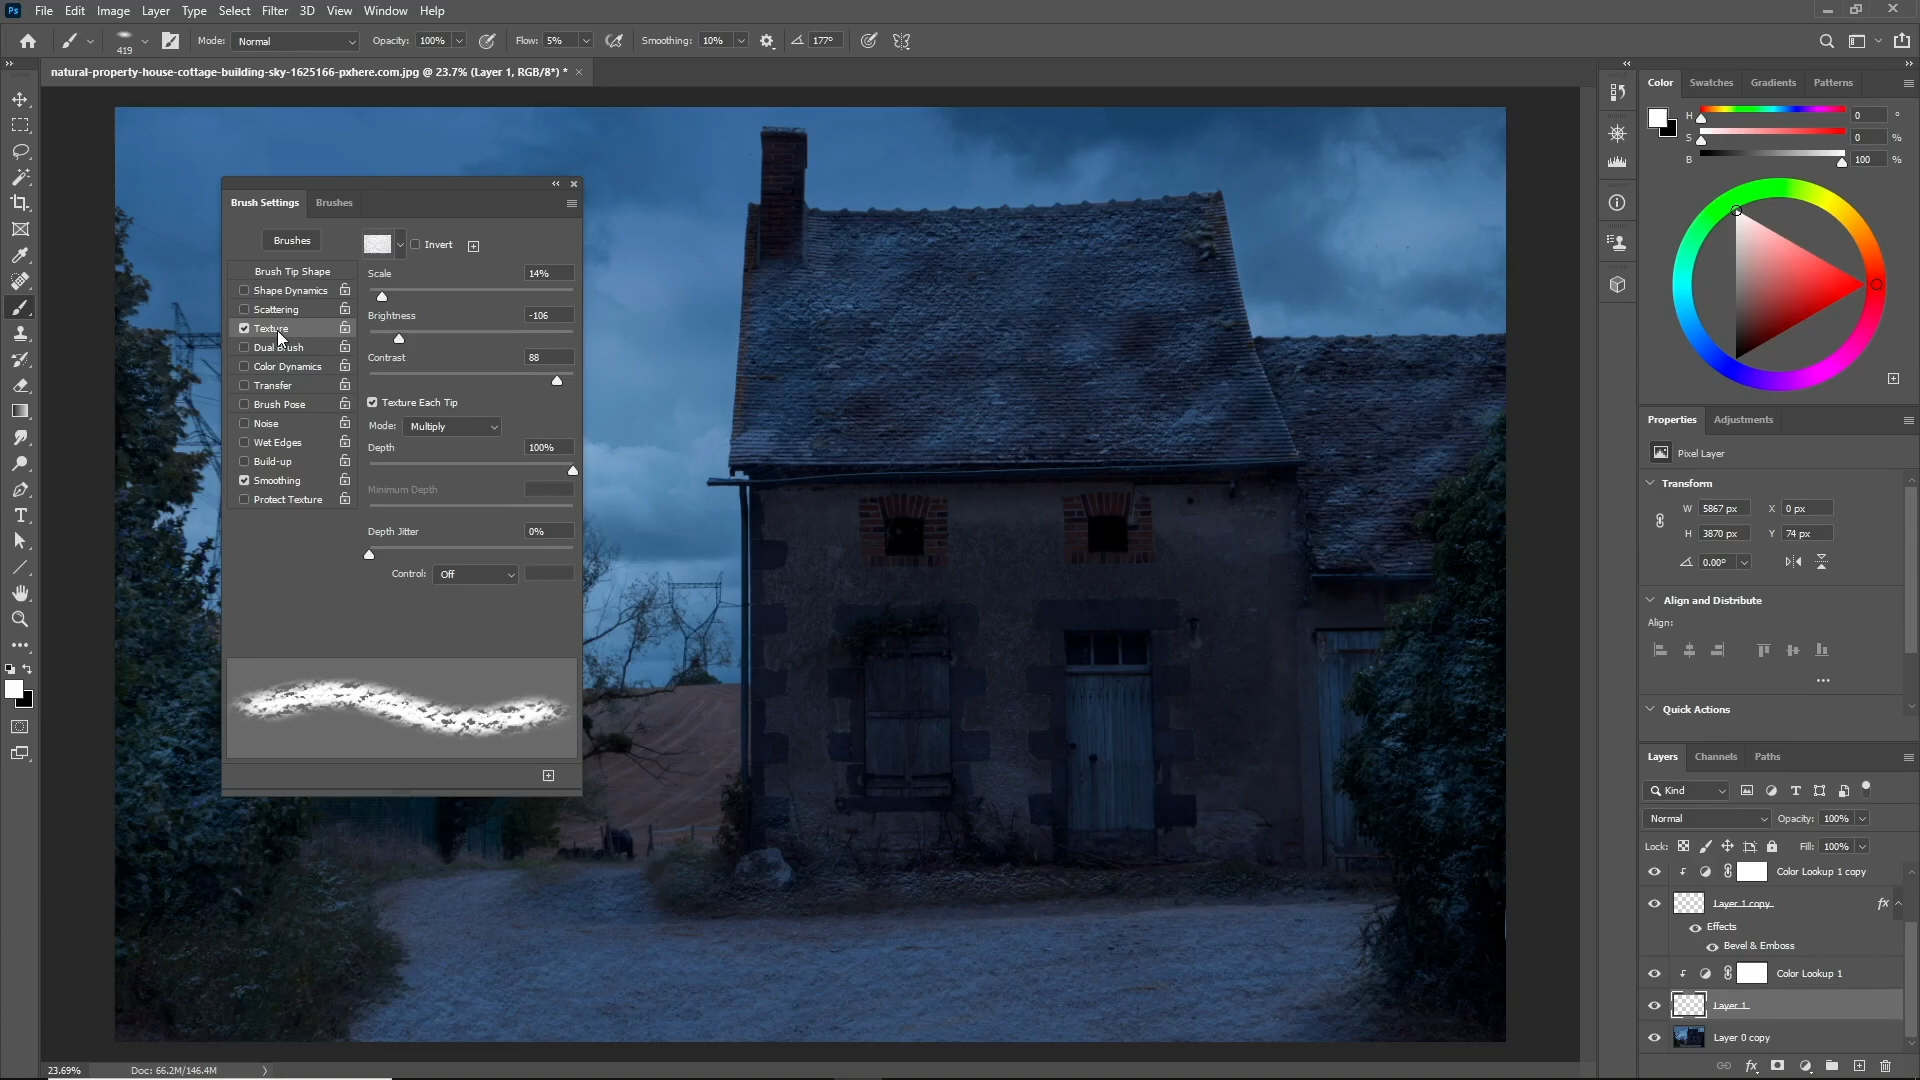 Ps File Edit Image Layer Type Select Filter 3D View Window Help
419 Mode: Normal Opacity: 100% Flow: 5% Smoothing: 10% 177°
natural-property-house-cottage-building-sky-1625166-pxhere.com.jpg @ 23.7% (Layer 1, RGB/8*) *
Brush Settings Brushes
Brushes
Invert
Brush Tip Shape
Shape Dynamics
Scattering
Texture
Dual Brush
Color Dynamics
Transfer
Brush Pose
Noise
Wet Edges
Build-up
Smoothing
Protect Texture
Scale 14%
Brightness -106
Contrast 88
Texture Each Tip
Mode: Multiply
Depth 100%
Minimum Depth
Depth Jitter 0%
Control: Off
Color Swatches Gradients Patterns
H 0 °
S 0 %
B 100 %
Properties Adjustments
Pixel Layer
Transform
W 5867 px X 0 px
H 3870 px Y 74 px
0.00°
Align and Distribute
Align:
Quick Actions
Layers Channels Paths
Kind
Normal Opacity: 100%
Lock: Fill: 100%
Color Lookup 1 copy
Layer 1 copy fx
Effects
Bevel & Emboss
Color Lookup 1
Layer 1
Layer 0 copy
fx
23.69% Doc: 66.2M/146.4M